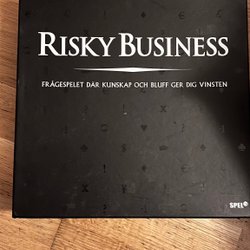 RISKY BUSINESS
FRÅGESPELET DÄR KUNSKAP OCH BLUFF GER DIG VINSTEN
SPEL